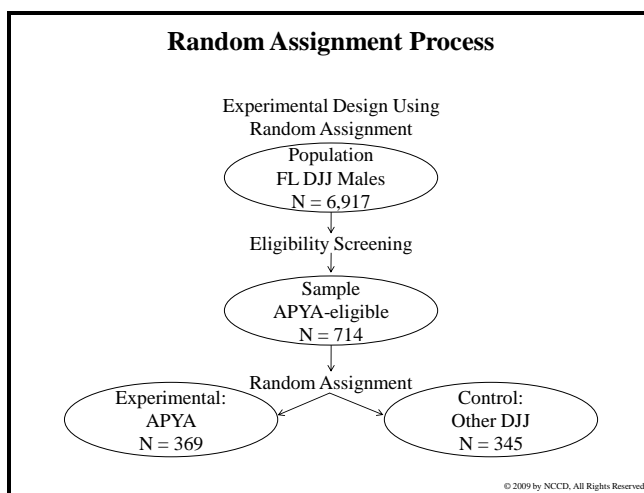 Random Assignment Process
Experimental Design Using
Random Assignment
Population
FL DJJ Males
N = 6,917
Eligibility Screening
Sample
APYA-eligible
N = 714
Random Assignment
Experimental:
APYA
N = 369
Control:
Other DJJ
N = 345
© 2009 by NCCD, All Rights Reserved